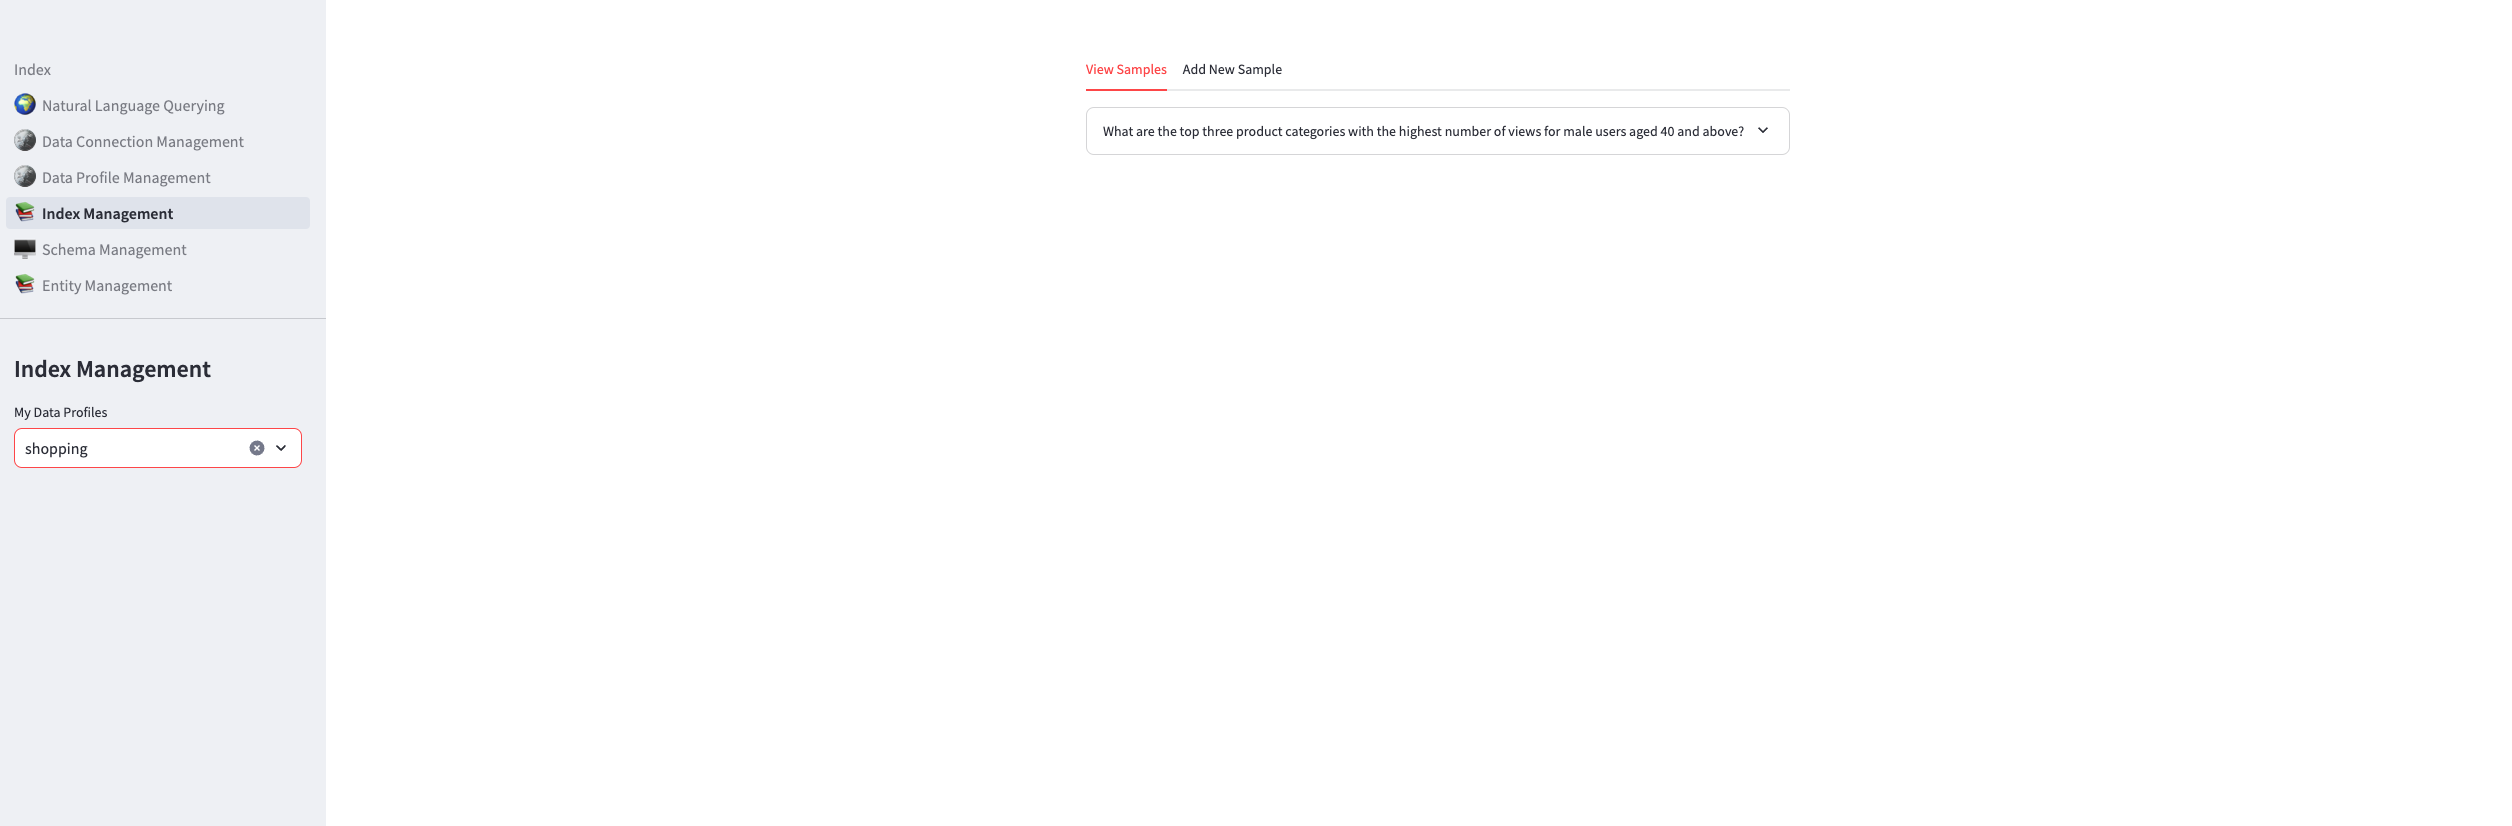 Index
Natural Language Querying
Data Connection Management
Data Profile Management
Index Management
Schema Management
Entity Management
Index Management
My Data Profiles
shopping
View Samples
Add New Sample
What are the top three product categories with the highest number of views for male users aged 40 and above?